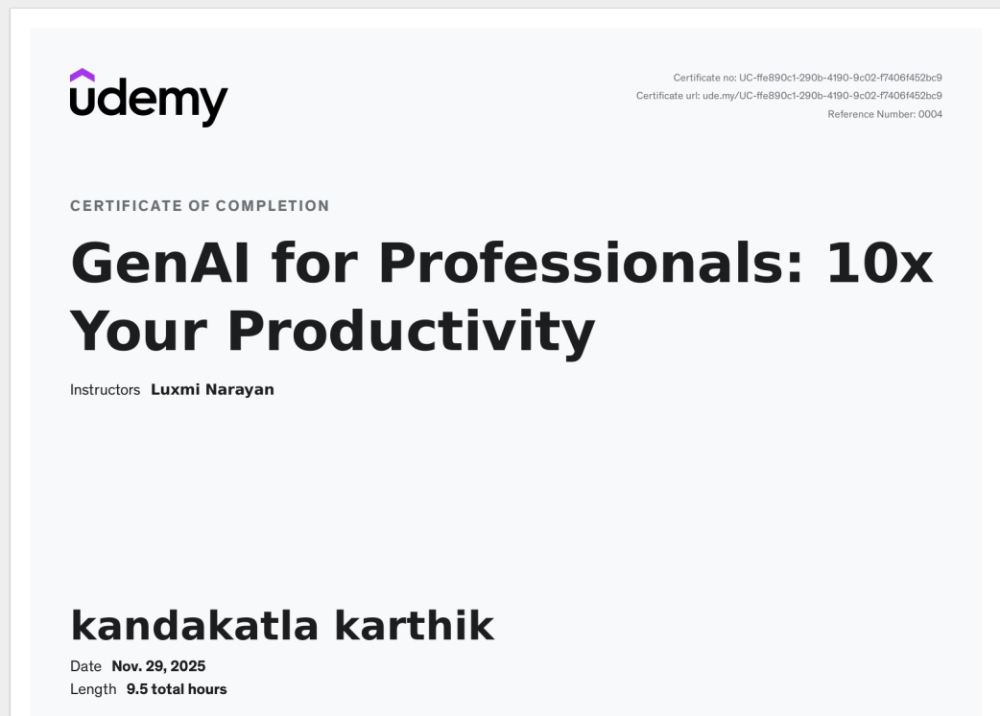 udemy
Certificate no: UC-ffe890c1-290b-4190-9c02-f7406f452bc9
Certificate url: ude.my/UC-ffe890c1-290b-4190-9c02-f7406f452bc9
Reference Number: 0004
CERTIFICATE OF COMPLETION
GenAI for Professionals: 10x
Your Productivity
Instructors Luxmi Narayan
kandakatla karthik
Date Nov. 29, 2025
Length 9.5 total hours